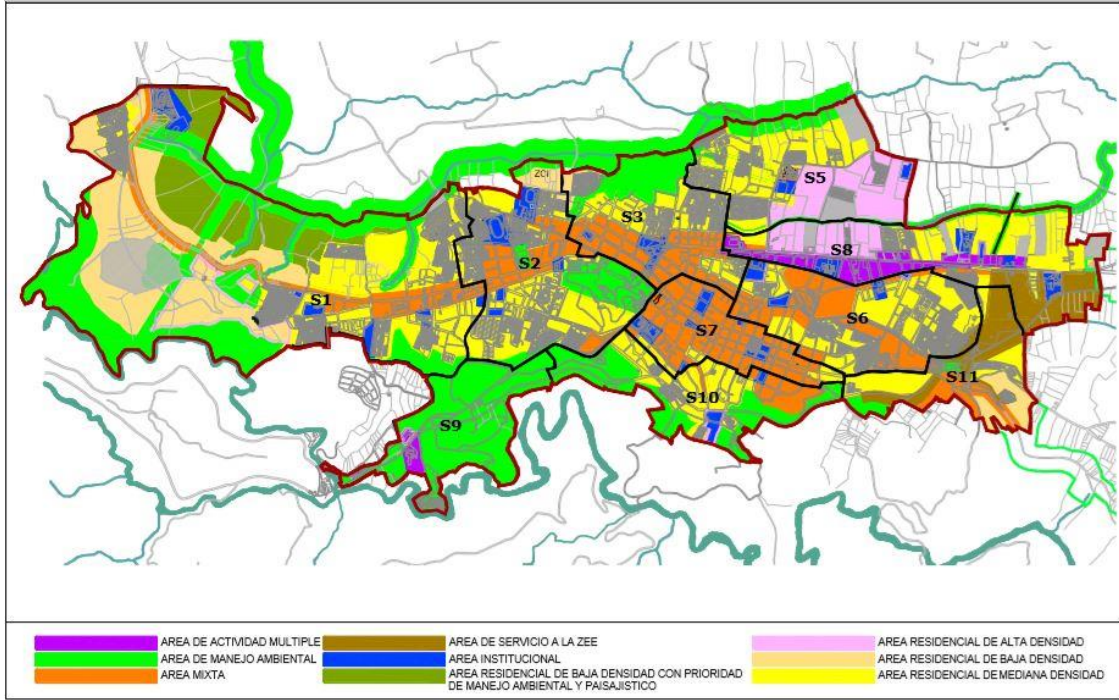 ZCI
S5
S3
S8
S2
S1
S7
S6
S11
S10
S9
AREA DE ACTIVIDAD MULTIPLE
AREA DE MANEJO AMBIENTAL
AREA MIXTA
AREA DE SERVICIO A LA ZEE
AREA INSTITUCIONAL
AREA RESIDENCIAL DE BAJA DENSIDAD CON PRIORIDAD
DE MANEJO AMBIENTAL Y PAISAJISTICO
AREA RESIDENCIAL DE ALTA DENSIDAD
AREA RESIDENCIAL DE BAJA DENSIDAD
AREA RESIDENCIAL DE MEDIANA DENSIDAD